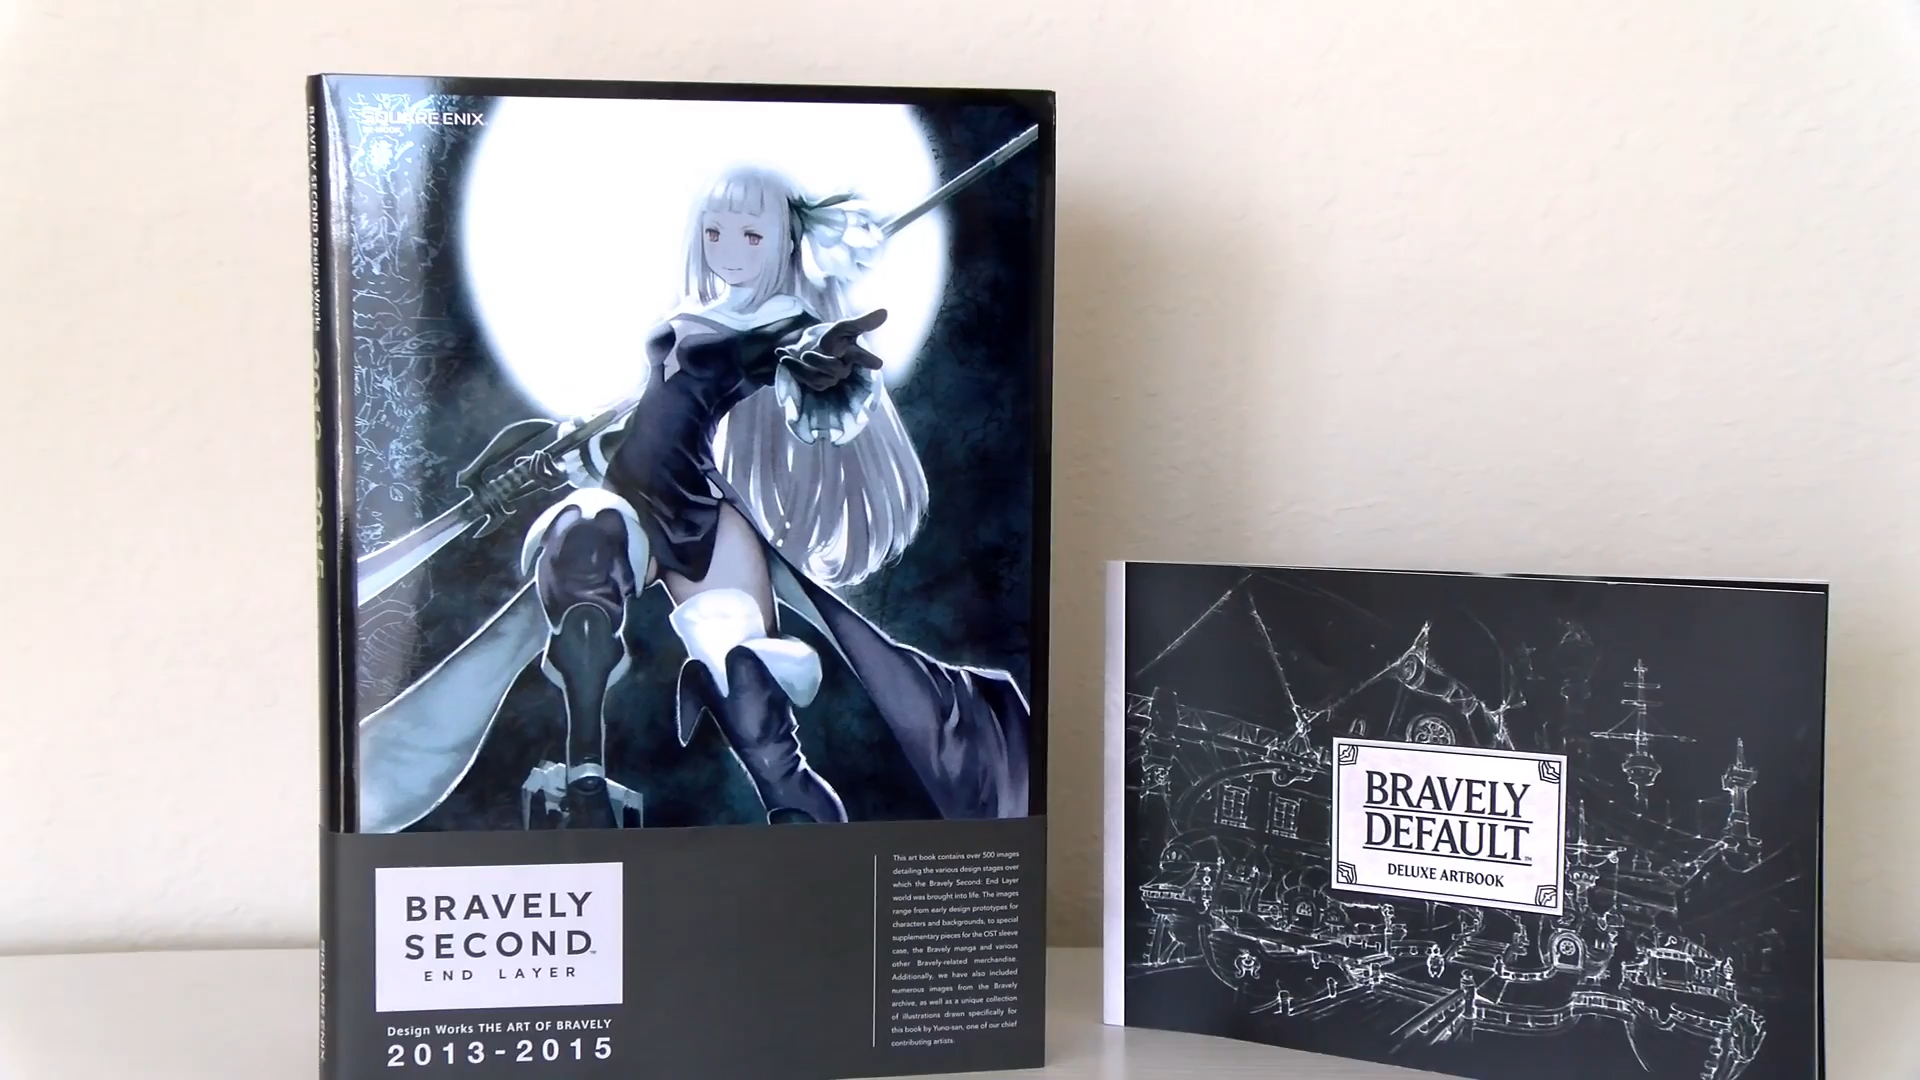 SQUARE ENIX
BRAVELY SECOND Design Works 2013-2015
SQUARE ENIX
BRAVELY
SECOND™
END LAYER
Design Works THE ART OF BRAVELY
2013-2015
This art book contains over 500 images
detailing the various design stages over
which the Bravely Second: End Layer
world was brought into life. The images
range from early design prototypes for
characters and backgrounds, to special
supplementary pieces for the OST sleeve
case, the Bravely manga and various
other Bravely-related merchandise.
Additionally, we have also included
numerous images from the Bravely
archive, as well as a unique collection
of illustrations drawn specifically for
this book by Yuno-san, one of our chief
contributing artists.
BRAVELY
DEFAULT™
DELUXE ARTBOOK